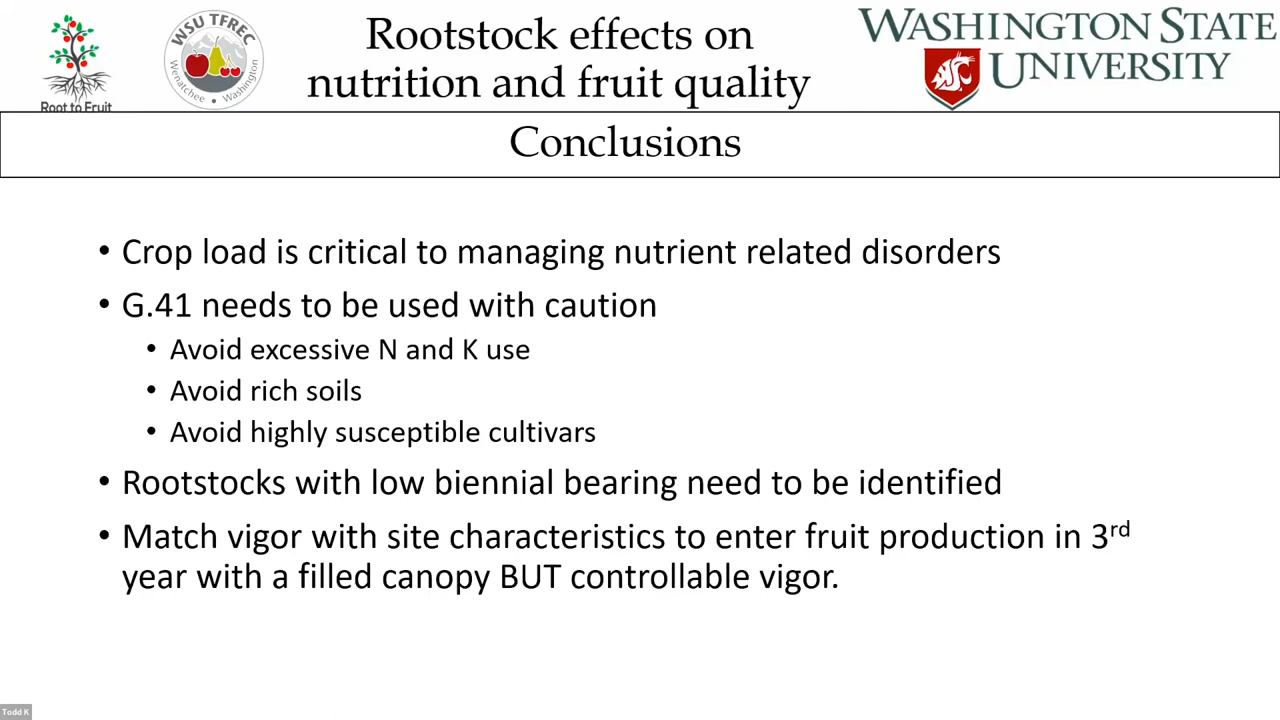 Root to Fruit
WSU TFREC
Wenatchee • Washington
Rootstock effects on
nutrition and fruit quality
WASHINGTON STATE
UNIVERSITY
Conclusions
• Crop load is critical to managing nutrient related disorders
• G.41 needs to be used with caution
• Avoid excessive N and K use
• Avoid rich soils
• Avoid highly susceptible cultivars
• Rootstocks with low biennial bearing need to be identified
• Match vigor with site characteristics to enter fruit production in 3rd
year with a filled canopy BUT controllable vigor.
Todd K